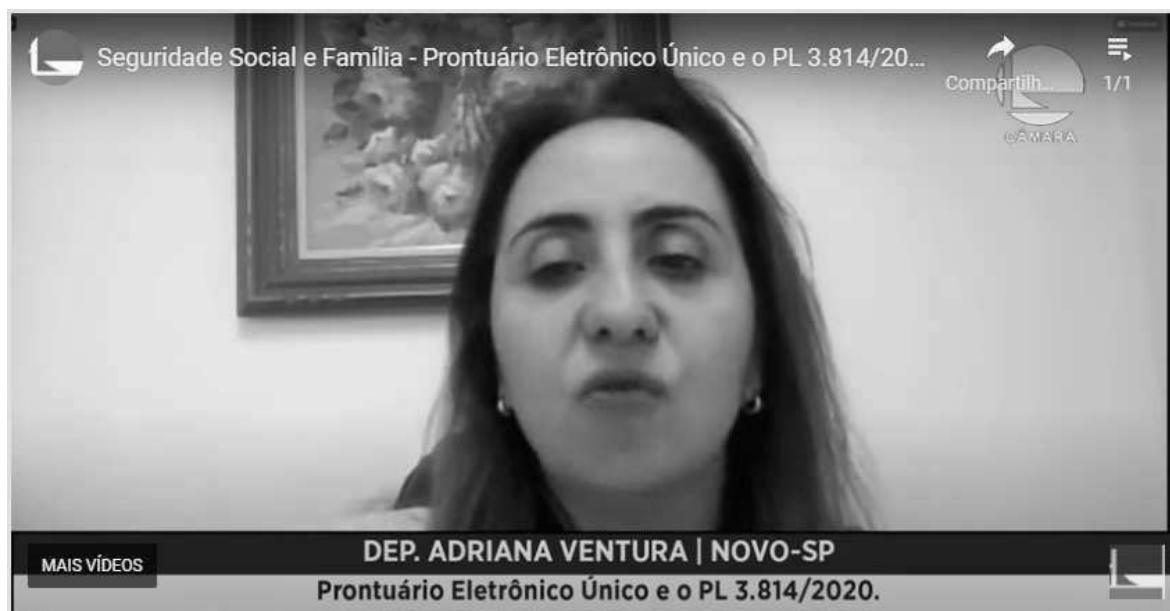 Seguridade Social e Família - Prontuário Eletrônico Único e o PL 3.814/20...
Compartilh...
1/1
CÂMARA
DEP. ADRIANA VENTURA | NOVO-SP
MAIS VÍDEOS
Prontuário Eletrônico Único e o PL 3.814/2020.